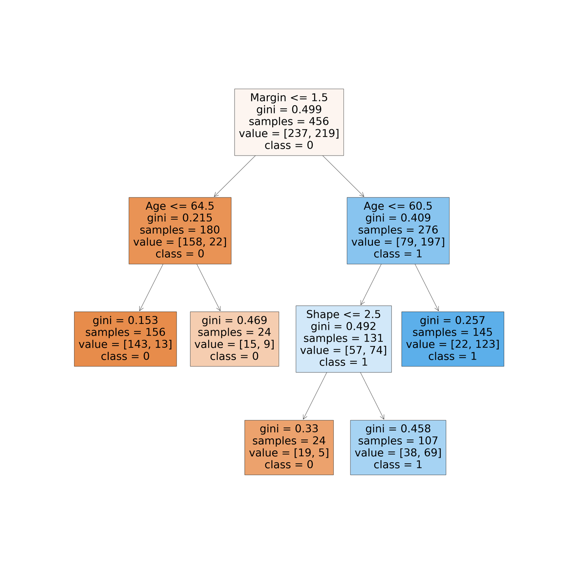 Margin <= 1.5
gini = 0.499
samples = 456
value = [237, 219]
class = 0
Age <= 64.5
gini = 0.215
samples = 180
value = [158, 22]
class = 0
Age <= 60.5
gini = 0.409
samples = 276
value = [79, 197]
class = 1
gini = 0.153
samples = 156
value = [143, 13]
class = 0
gini = 0.469
samples = 24
value = [15, 9]
class = 0
Shape <= 2.5
gini = 0.492
samples = 131
value = [57, 74]
class = 1
gini = 0.257
samples = 145
value = [22, 123]
class = 1
gini = 0.33
samples = 24
value = [19, 5]
class = 0
gini = 0.458
samples = 107
value = [38, 69]
class = 1